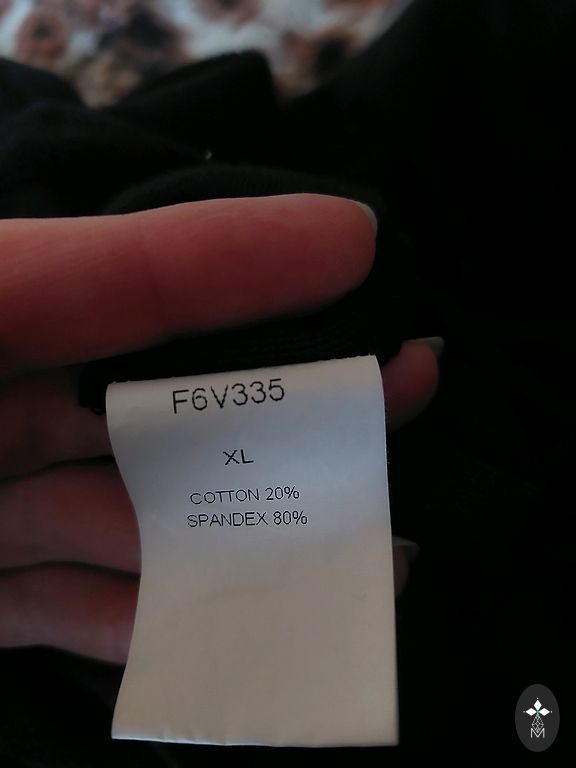 F6V335
XL
COTTON 20%
SPANDEX 80%
M